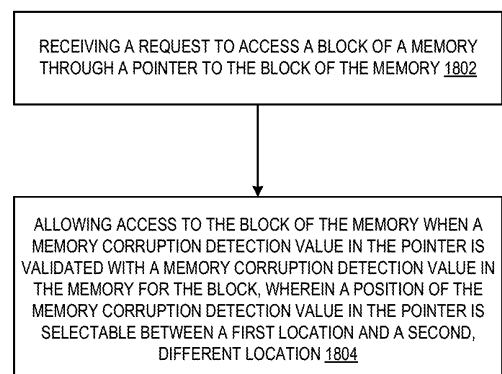 RECEIVING A REQUEST TO ACCESS A BLOCK OF A MEMORY
THROUGH A POINTER TO THE BLOCK OF THE MEMORY 1802
ALLOWING ACCESS TO THE BLOCK OF THE MEMORY WHEN A
MEMORY CORRUPTION DETECTION VALUE IN THE POINTER IS
VALIDATED WITH A MEMORY CORRUPTION DETECTION VALUE IN
THE MEMORY FOR THE BLOCK, WHEREIN A POSITION OF THE
MEMORY CORRUPTION DETECTION VALUE IN THE POINTER IS
SELECTABLE BETWEEN A FIRST LOCATION AND A SECOND,
DIFFERENT LOCATION 1804